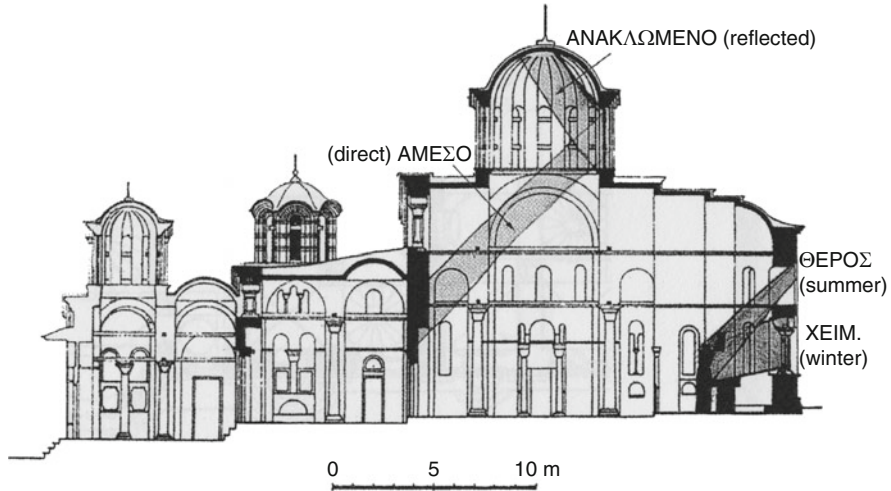 ΑΝΑΚΛΩΜΕΝΟ (reflected)
(direct) ΑΜΕΣΟ
ΘΕΡΟΣ
(summer)
ΧΕΙΜ.
(winter)
0 5 10 m